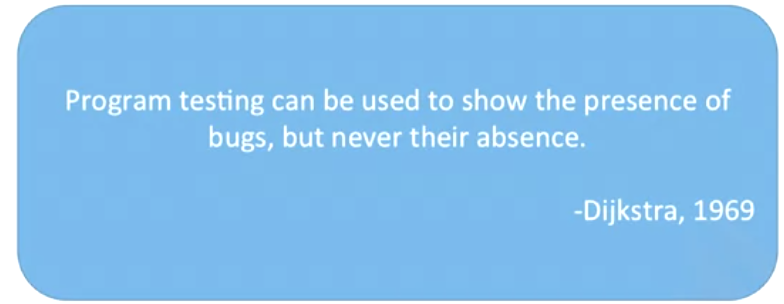 Program testing can be used to show the presence of
bugs, but never their absence.
-Dijkstra, 1969